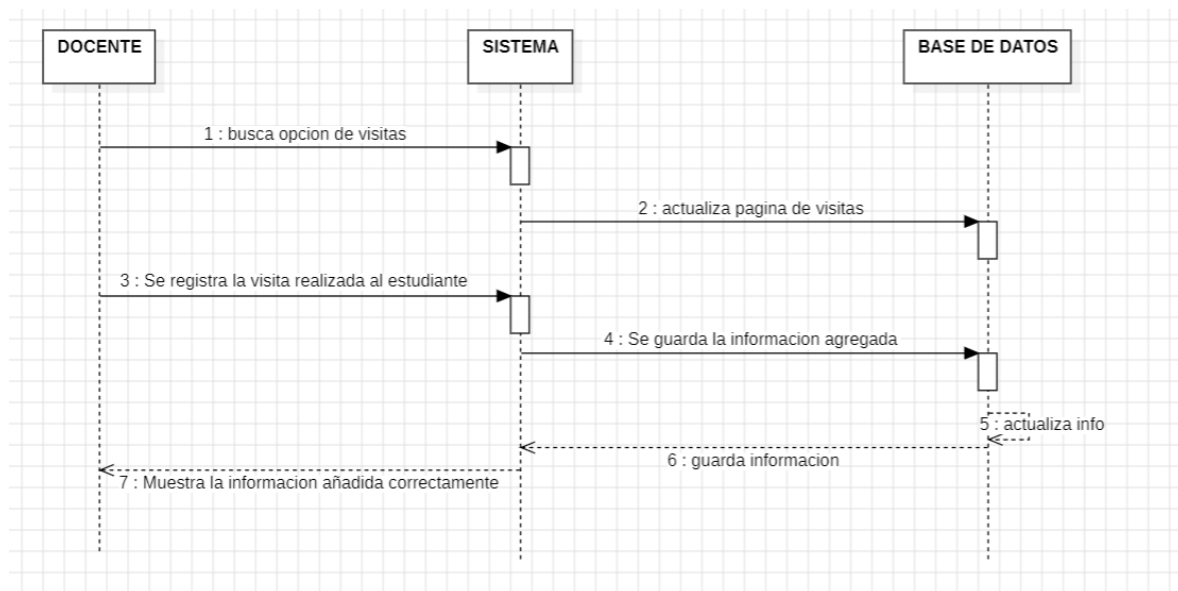 DOCENTE
SISTEMA
BASE DE DATOS
1 : busca opcion de visitas
2 : actualiza pagina de visitas
3 : Se registra la visita realizada al estudiante
4 : Se guarda la informacion agregada
5 : actualiza info
6 : guarda informacion
7 : Muestra la informacion añadida correctamente